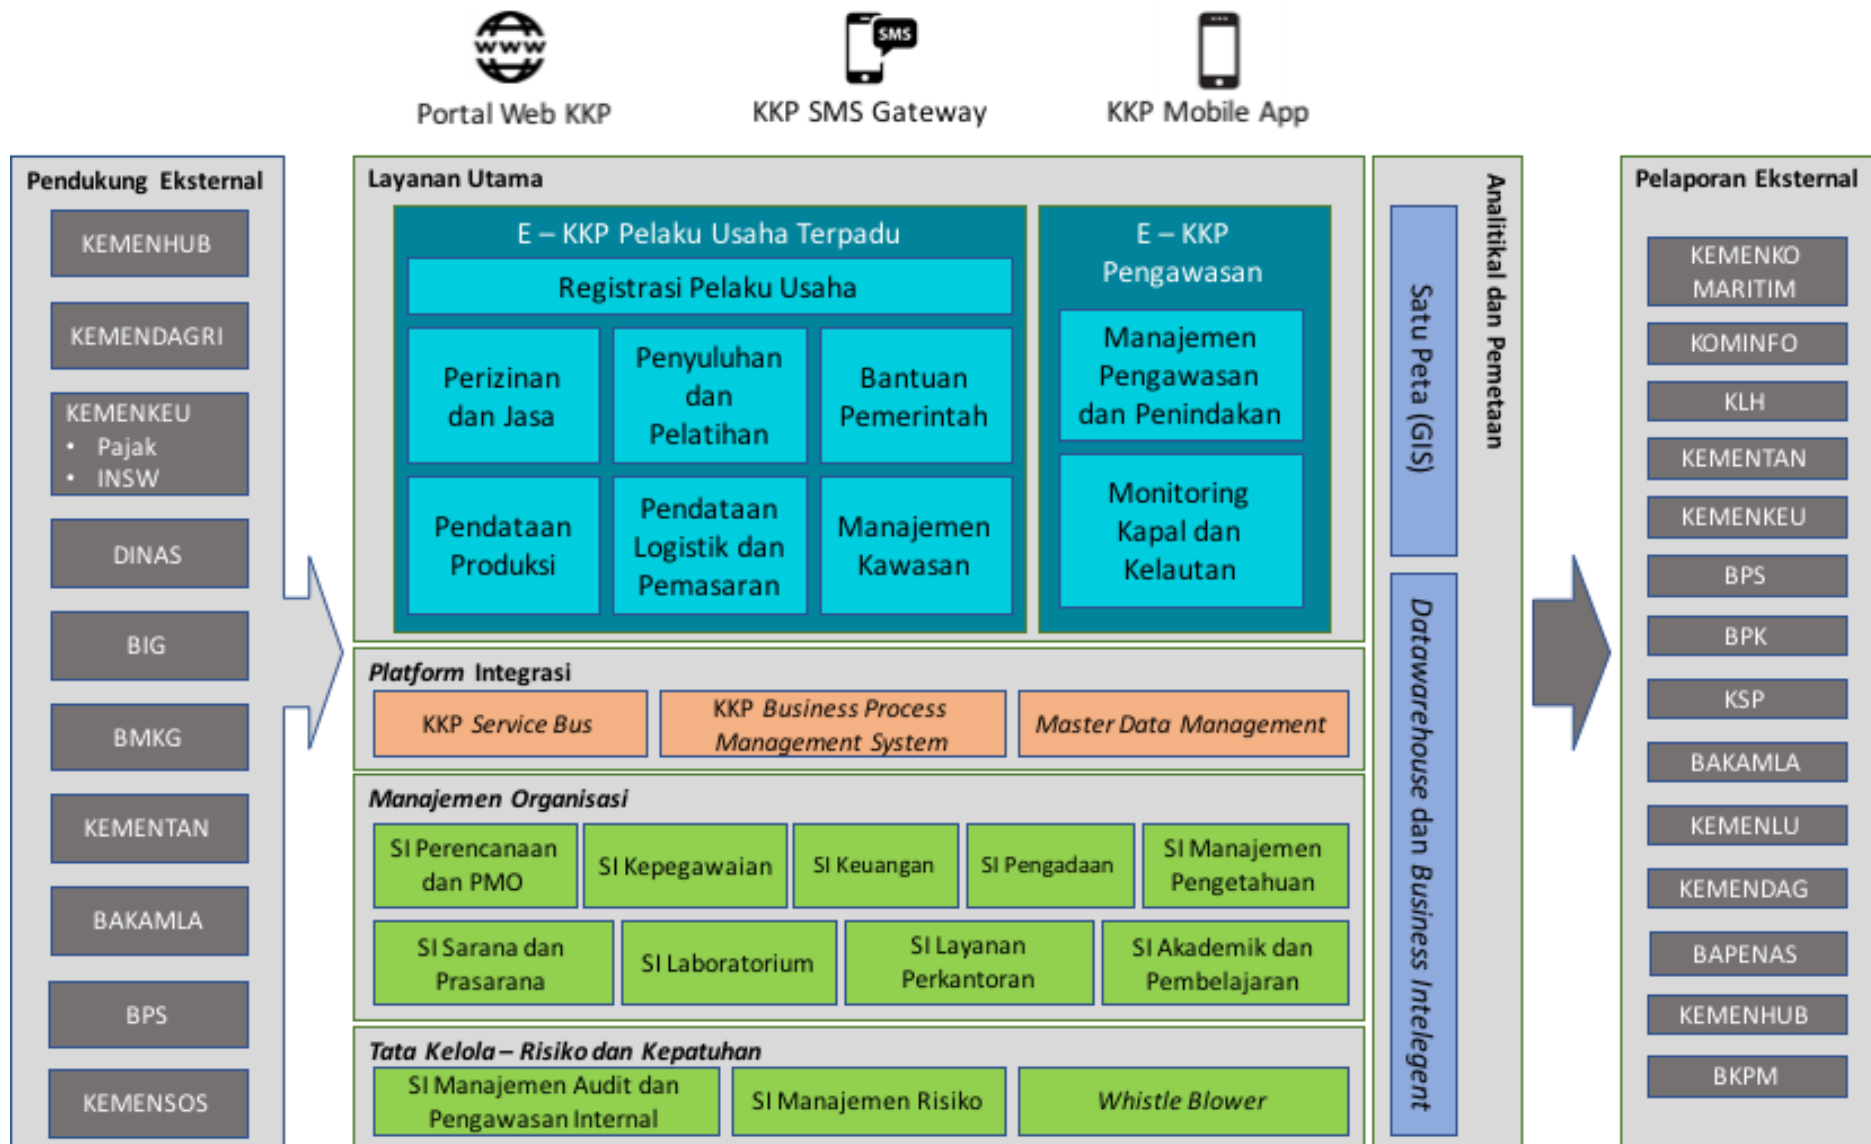 WWW
SMS
Portal Web KKP
KKP SMS Gateway
KKP Mobile App
Pendukung Eksternal
KEMENHUB
KEMENDAGRI
KEMENKEU
• Pajak
• INSW
DINAS
BIG
BMKG
KEMENTAN
BAKAMLA
BPS
KEMENSOS
Layanan Utama
E – KKP Pelaku Usaha Terpadu
Registrasi Pelaku Usaha
Perizinan
dan Jasa
Penyuluhan
dan
Pelatihan
Bantuan
Pemerintah
Pendataan
Produksi
Pendataan
Logistik dan
Pemasaran
Manajemen
Kawasan
E – KKP
Pengawasan
Manajemen
Pengawasan
dan Penindakan
Monitoring
Kapal dan
Kelautan
Platform Integrasi
KKP Service Bus
KKP Business Process
Management System
Master Data Management
Manajemen Organisasi
SI Perencanaan
dan PMO
SI Kepegawaian
SI Keuangan
SI Pengadaan
SI Manajemen
Pengetahuan
SI Sarana dan
Prasarana
SI Laboratorium
SI Layanan
Perkantoran
SI Akademik dan
Pembelajaran
Tata Kelola – Risiko dan Kepatuhan
SI Manajemen Audit dan
Pengawasan Internal
SI Manajemen Risiko
Whistle Blower
Analitikal dan Pemetaan
Satu Peta (GIS)
Datawarehouse dan Business Intelegent
Pelaporan Eksternal
KEMENKO
MARITIM
KOMINFO
KLH
KEMENTAN
KEMENKEU
BPS
BPK
KSP
BAKAMLA
KEMENLU
KEMENDAG
BAPENAS
KEMENHUB
BKPM